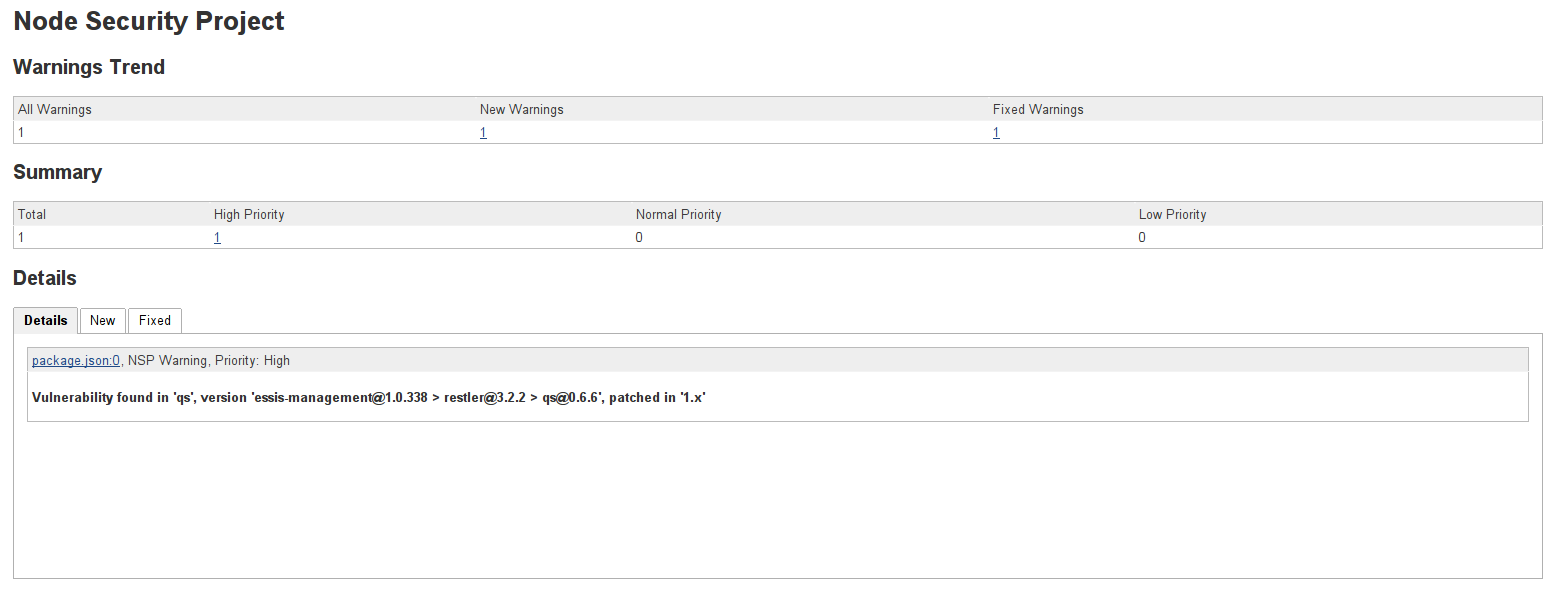 Node Security Project
Warnings Trend
All Warnings New Warnings Fixed Warnings
1 1 1
Summary
Total High Priority Normal Priority Low Priority
1 1 0 0
Details
Details New Fixed
package.json:0, NSP Warning, Priority: High
Vulnerability found in 'qs', version 'essis-management@1.0.338 > restler@3.2.2 > qs@0.6.6', patched in '1.x'